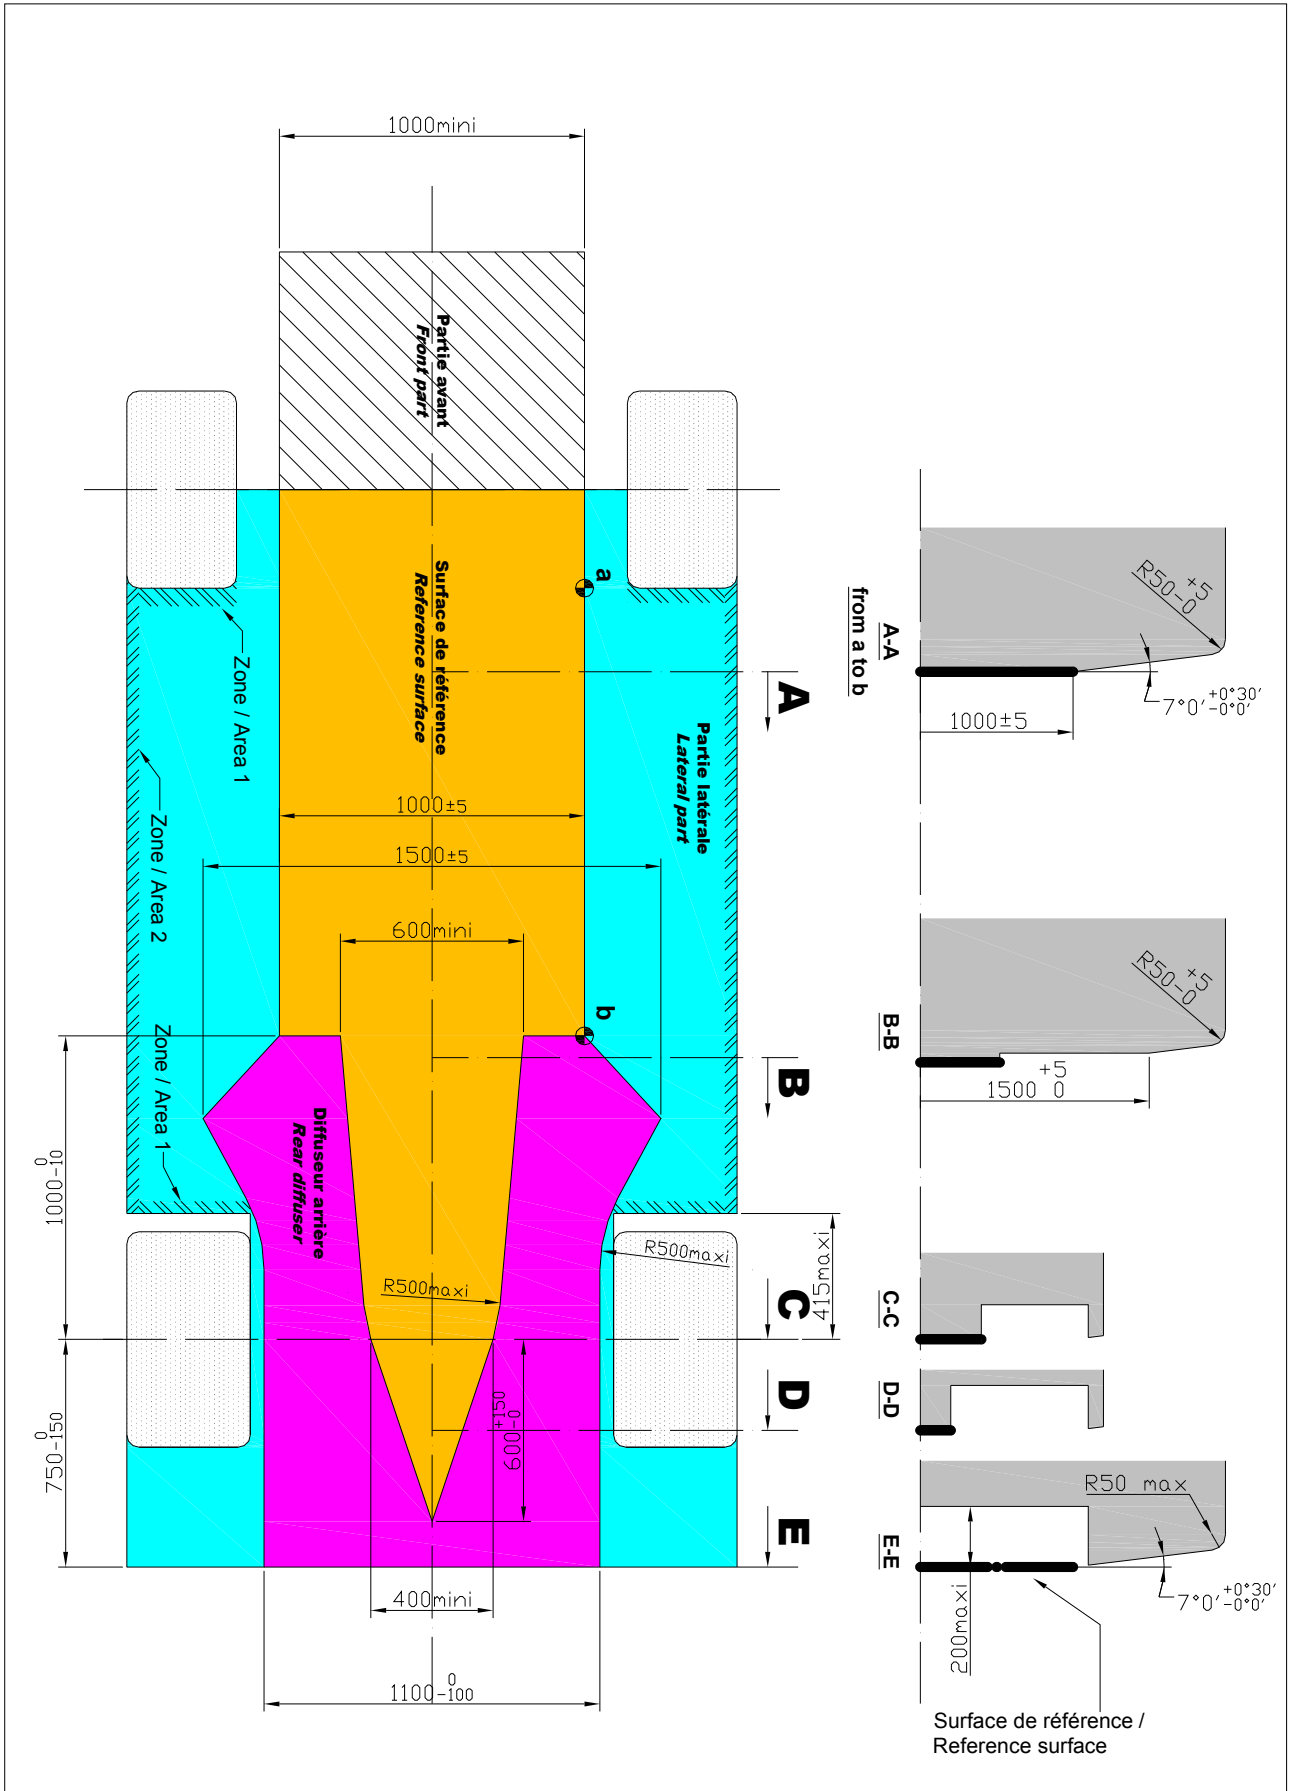 1000mini
Partie avant
Front part
a
Surface de référence
Reference surface
A
Zone / Area 1
Partie latérale
Lateral part
1000±5
1500±5
Zone / Area 2
600mini
b
B
Zone / Area 1
Diffuseur arrière
Rear diffuser
1000 0 -10
R500maxi
R500maxi
415maxi
C
D
600 +150 -0
750 0 -150
E
400mini
1100 0 -100
R50 +5 -0
A-A
from a to b
7°0' +0°30' -0°0'
1000±5
R50 +5 -0
B-B
1500 +5 0
C-C
D-D
R50 max
E-E
7°0' +0°30' -0°0'
200maxi
Surface de référence /
Reference surface